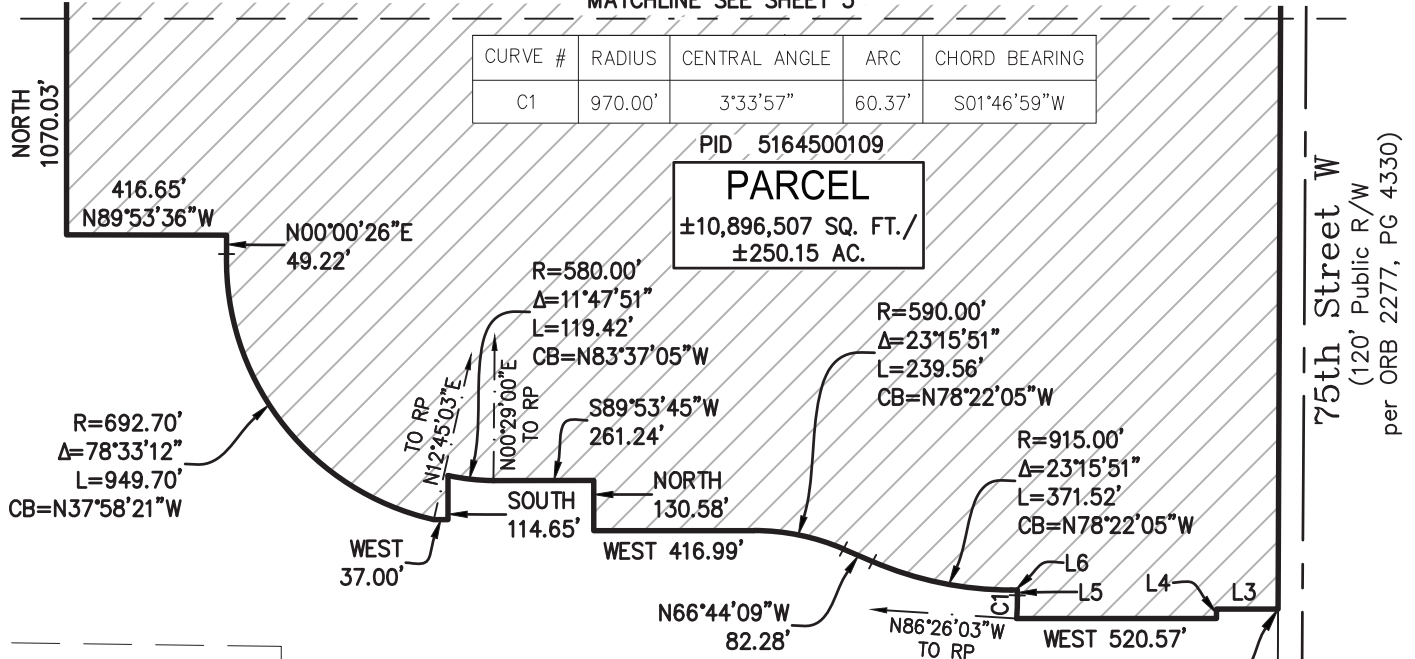 MATCHLINE SEE SHEET 5
CURVE # RADIUS CENTRAL ANGLE ARC CHORD BEARING
C1 970.00' 3°33'57" 60.37' S01°46'59"W
NORTH
1070.03'
PID 5164500109
PARCEL
±10,896,507 SQ. FT./
±250.15 AC.
416.65'
N89°53'36"W
N00°00'26"E
49.22'
R=580.00'
Δ=11°47'51"
L=119.42'
CB=N83°37'05"W
R=590.00'
Δ=23°15'51"
L=239.56'
CB=N78°22'05"W
75th Street W
(120' Public R/W
per ORB 2277, PG 4330)
R=692.70'
Δ=78°33'12"
L=949.70'
CB=N37°58'21"W
TO RP
N12°45'03"E
N00°29'00"E
TO RP
S89°53'45"W
261.24'
R=915.00'
Δ=23°15'51"
L=371.52'
CB=N78°22'05"W
SOUTH
114.65'
NORTH
130.58'
WEST
37.00'
WEST 416.99'
L6
L5
L4
L3
C1
N66°44'09"W
82.28'
N86°26'03"W
TO RP
WEST 520.57'